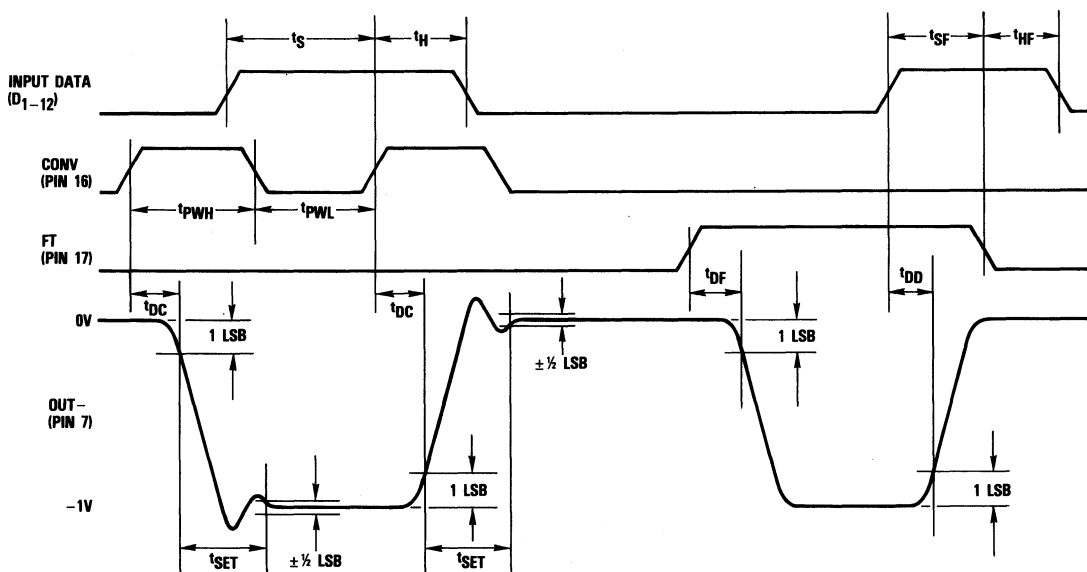 tS
tH
tSF
tHF
INPUT DATA
(D1–12)
CONV
(PIN 16)
tPWH
tPWL
FT
(PIN 17)
tDC
tDC
tDF
tDD
0V
1 LSB
1 LSB
±½ LSB
OUT–
(PIN 7)
1 LSB
1 LSB
–1V
tSET
±½ LSB
tSET